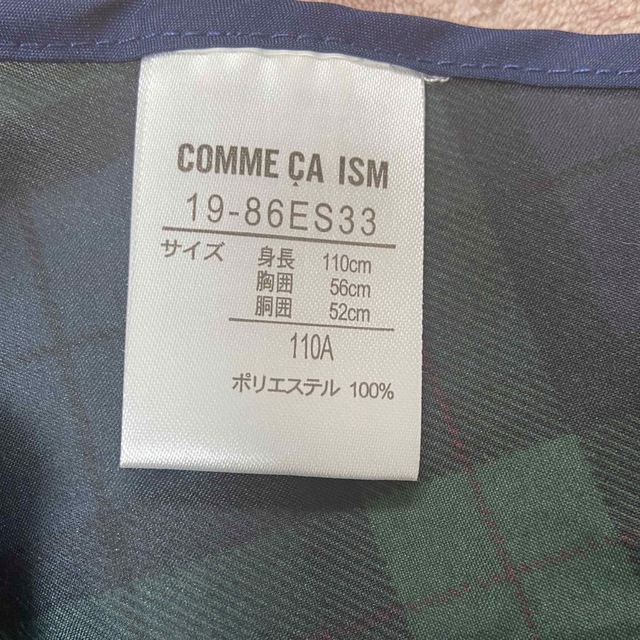 COMME ÇA ISM
19-86ES33
サイズ 身長 110cm
胸囲 56cm
胴囲 52cm
110A
ポリエステル 100%